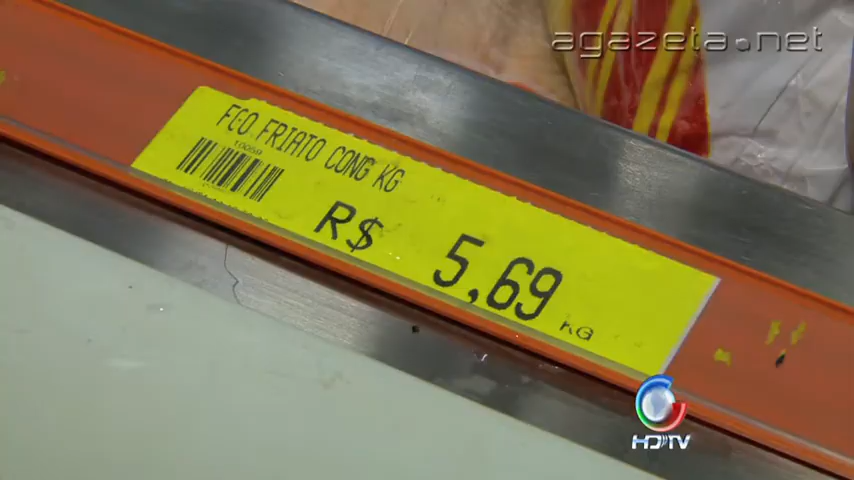 agazeta.net
FCO FRIATO CONG KG
10059
R$ 5,69 KG
HDTV